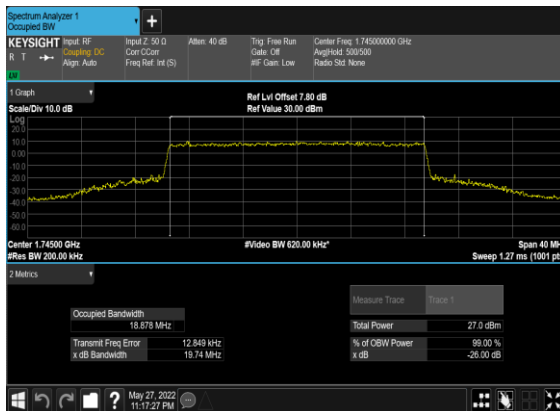 Spectrum Analyzer 1
Occupied BW
KEYSIGHT
R T
LXI
Input: RF
Coupling: DC
Align: Auto
Input Z: 50 Ω
Corr CCorr
Freq Ref: Int (S)
Atten: 40 dB
Trig: Free Run
Gate: Off
#IF Gain: Low
Center Freq: 1.745000000 GHz
Avg|Hold: 500/500
Radio Std: None
1 Graph
Scale/Div 10.0 dB
Ref Lvl Offset 7.80 dB
Ref Value 30.00 dBm
Log
20.0
10.0
0.00
-10.0
-20.0
-30.0
-40.0
-50.0
-60.0
Center 1.74500 GHz
#Res BW 200.00 kHz
#Video BW 620.00 kHz*
Span 40 MH
Sweep 1.27 ms (1001 pts
2 Metrics
Measure Trace
Trace 1
Occupied Bandwidth
18.878 MHz
Total Power
27.0 dBm
Transmit Freq Error
12.849 kHz
% of OBW Power
99.00 %
x dB Bandwidth
19.74 MHz
x dB
-26.00 dB
?
May 27, 2022
11:17:27 PM